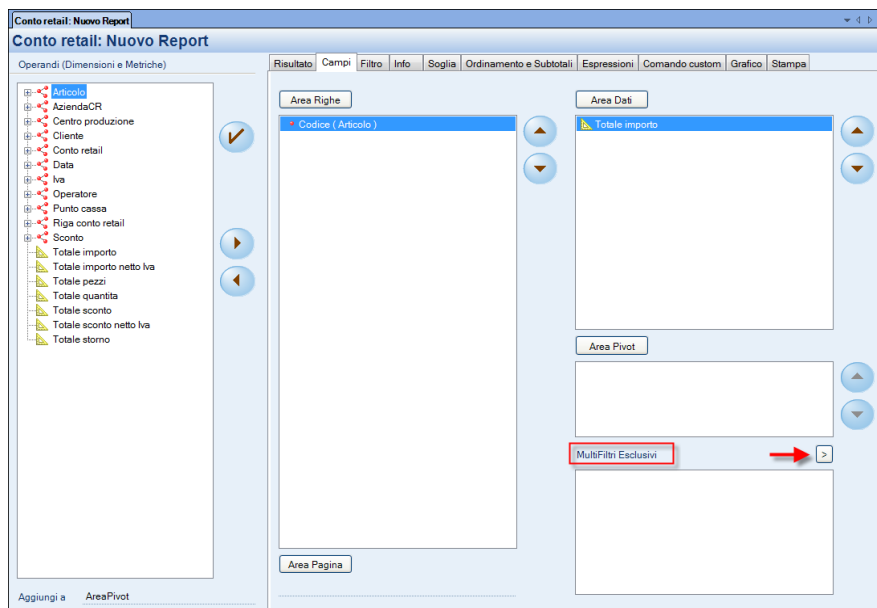 Conto retail: Nuovo Report
Conto retail: Nuovo Report
Operandi (Dimensioni e Metriche)
Articolo
AziendaCR
Centro produzione
Cliente
Conto retail
Data
Iva
Operatore
Punto cassa
Riga conto retail
Sconto
Totale importo
Totale importo netto Iva
Totale pezzi
Totale quantita
Totale sconto
Totale sconto netto Iva
Totale storno
Aggiungi a AreaPivot
Risultato Campi Filtro Info Soglia Ordinamento e Subtotali Espressioni Comando custom Grafico Stampa
Area Righe
Codice ( Articolo )
Area Pagina
Area Dati
Totale importo
Area Pivot
MultiFiltri Esclusivi >